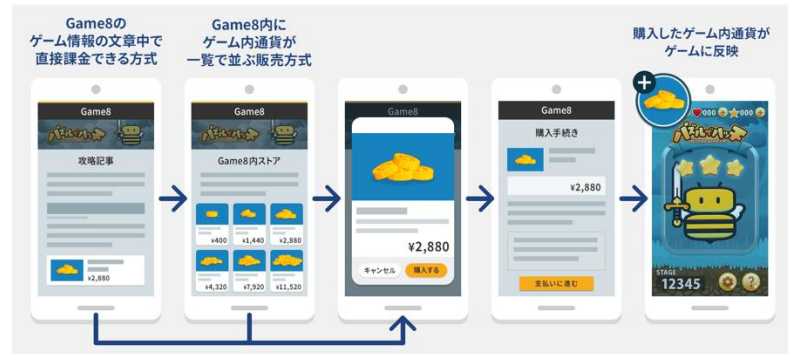 Game8の
ゲーム情報の文章中で
直接課金できる方式
Game8内に
ゲーム内通貨が
一覧で並ぶ販売方式
購入したゲーム内通貨が
ゲームに反映
Game8
攻略記事
¥2,880
Game8
Game8内ストア
¥400
¥1,440
¥2,880
¥4,320
¥7,920
¥11,520
Game8
¥2,880
キャンセル
購入する
Game8
購入手続き
¥2,880
支払いに進む
000
000
STAGE
12345
?